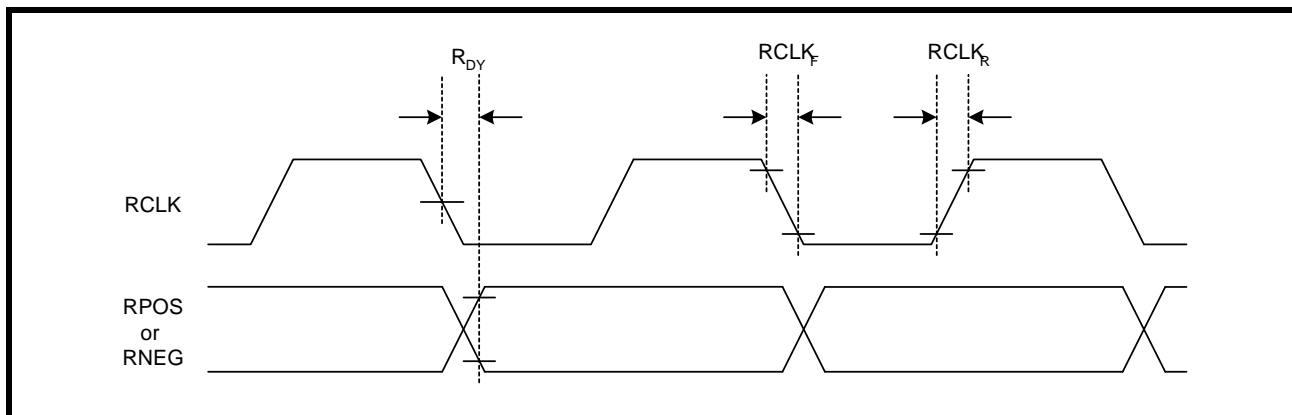 R_DY RCLK_F RCLK_R
RCLK
RPOS
or
RNEG